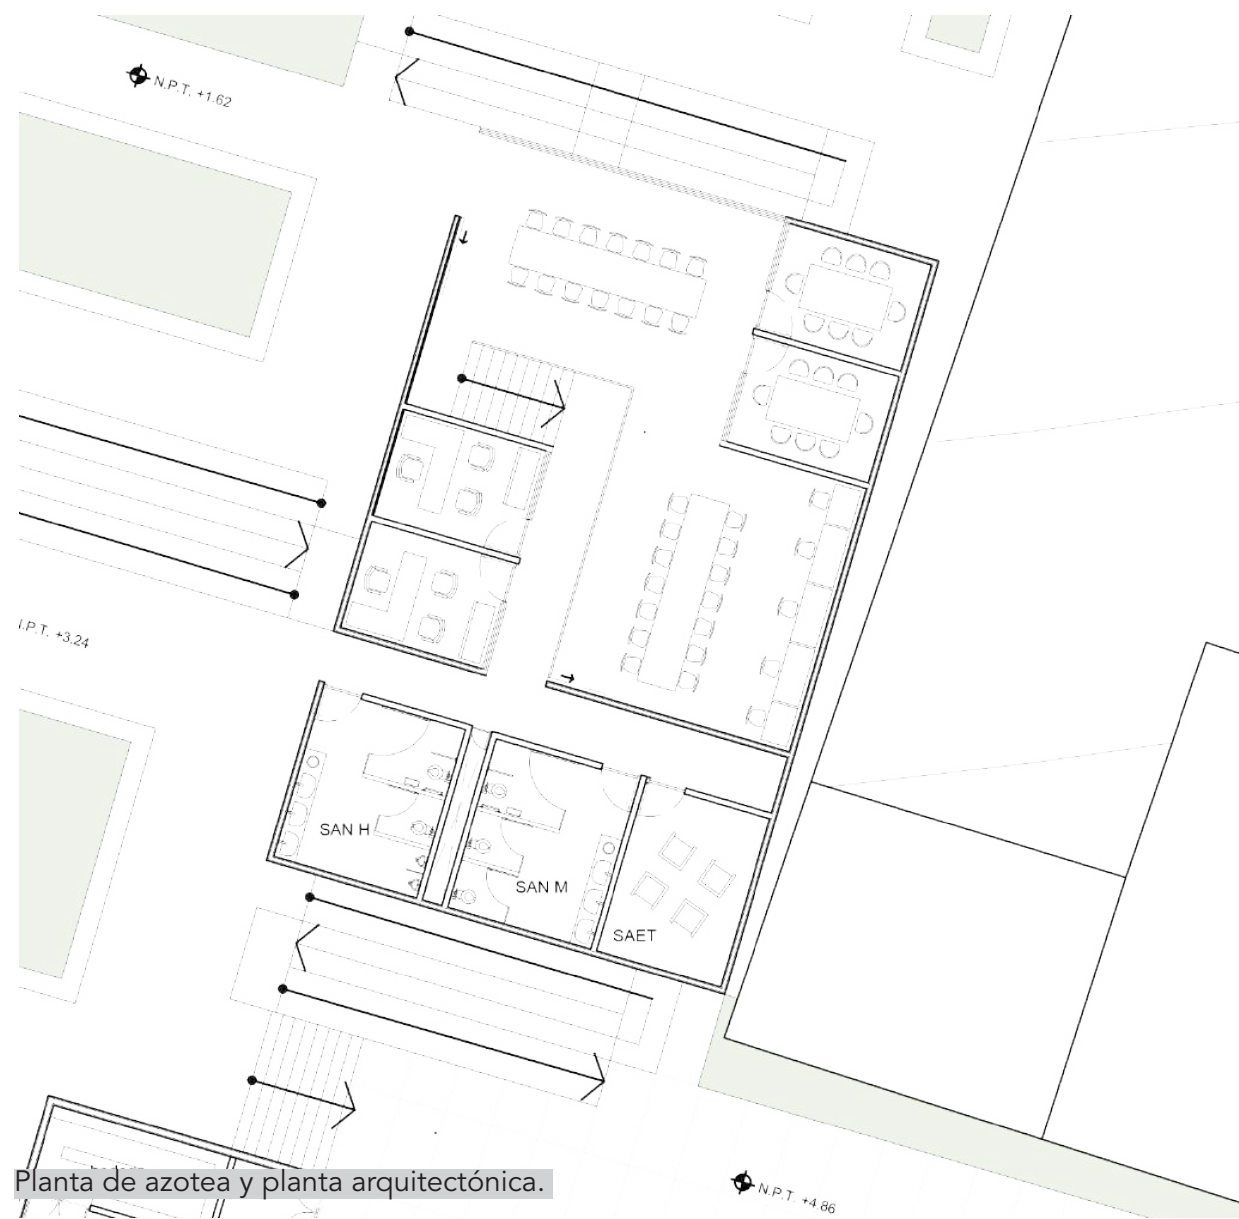 N.P.T. +1.62
N.P.T. +3.24
SAN H
SAN M
SAET
N.P.T. +4.86
Planta de azotea y planta arquitectónica.